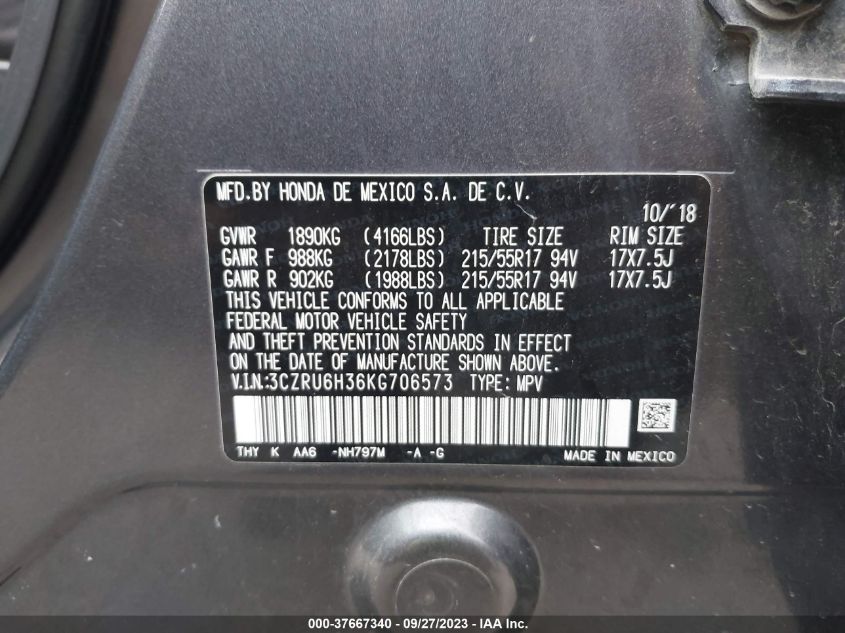 MFD.BY HONDA DE MEXICO S.A. DE C.V.
10/'18
GVWR 1890KG (4166LBS) TIRE SIZE RIM SIZE
GAWR F 988KG (2178LBS) 215/55R17 94V 17X7.5J
GAWR R 902KG (1988LBS) 215/55R17 94V 17X7.5J
THIS VEHICLE CONFORMS TO ALL APPLICABLE
FEDERAL MOTOR VEHICLE SAFETY
AND THEFT PREVENTION STANDARDS IN EFFECT
ON THE DATE OF MANUFACTURE SHOWN ABOVE.
V.I.N:3CZRU6H36KG706573 TYPE: MPV
THY K AA6 -NH797M -A -G MADE IN MEXICO
000-37667340 - 09/27/2023 - IAA Inc.